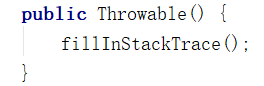 public Throwable() {
    fillInStackTrace();
}